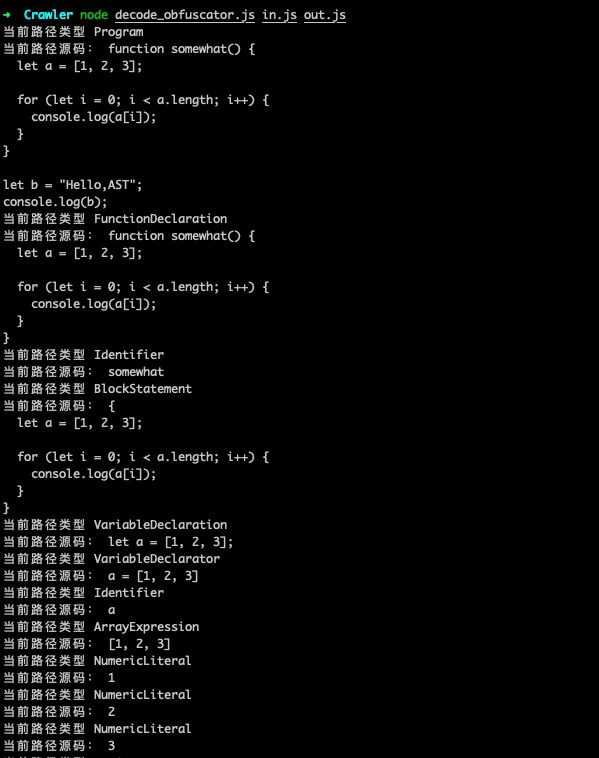 ➜  Crawler node decode_obfuscator.js in.js out.js
当前路径类型 Program
当前路径源码： function somewhat() {
  let a = [1, 2, 3];

  for (let i = 0; i < a.length; i++) {
    console.log(a[i]);
  }
}

let b = "Hello,AST";
console.log(b);
当前路径类型 FunctionDeclaration
当前路径源码： function somewhat() {
  let a = [1, 2, 3];

  for (let i = 0; i < a.length; i++) {
    console.log(a[i]);
  }
}
当前路径类型 Identifier
当前路径源码： somewhat
当前路径类型 BlockStatement
当前路径源码： {
  let a = [1, 2, 3];

  for (let i = 0; i < a.length; i++) {
    console.log(a[i]);
  }
}
当前路径类型 VariableDeclaration
当前路径源码： let a = [1, 2, 3];
当前路径类型 VariableDeclarator
当前路径源码： a = [1, 2, 3]
当前路径类型 Identifier
当前路径源码： a
当前路径类型 ArrayExpression
当前路径源码： [1, 2, 3]
当前路径类型 NumericLiteral
当前路径源码： 1
当前路径类型 NumericLiteral
当前路径源码： 2
当前路径类型 NumericLiteral
当前路径源码： 3